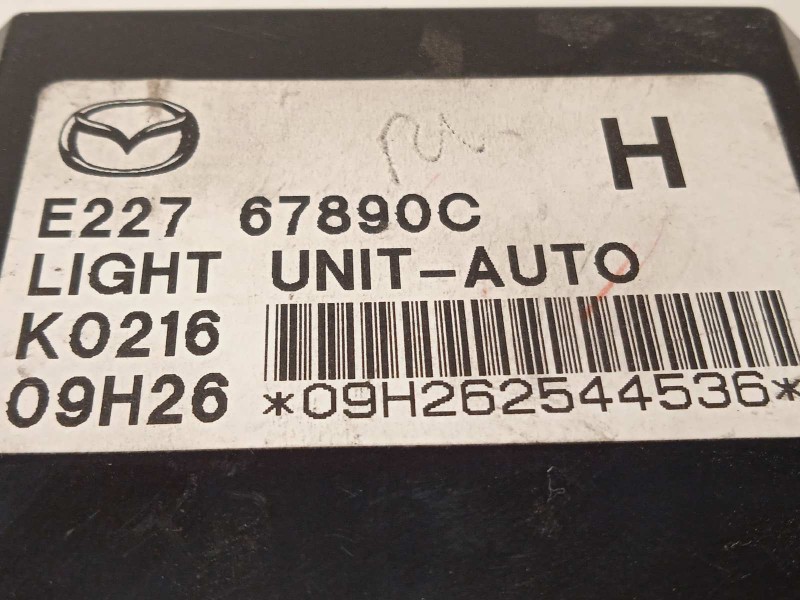 H
E227 67890C
LIGHT UNIT-AUTO
K0216
09H26
*09H262544536*